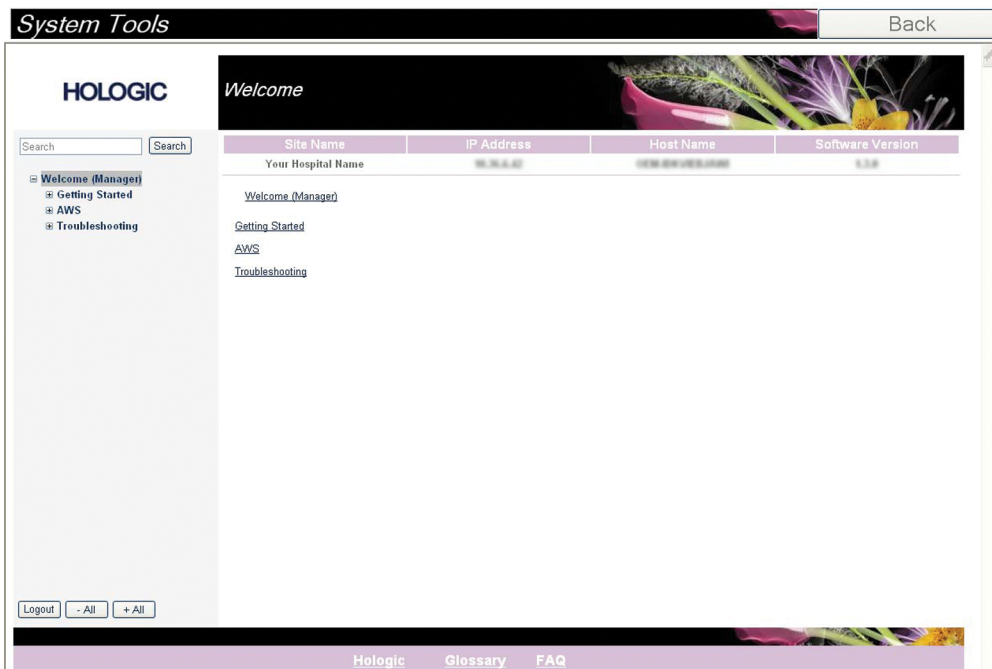 System Tools
Back
HOLOGIC
Welcome
Search Search
Site Name IP Address Host Name Software Version
Your Hospital Name
Welcome (Manager)
Getting Started
AWS
Troubleshooting
Welcome (Manager)
Getting Started
AWS
Troubleshooting
Logout - All + All
Hologic Glossary FAQ